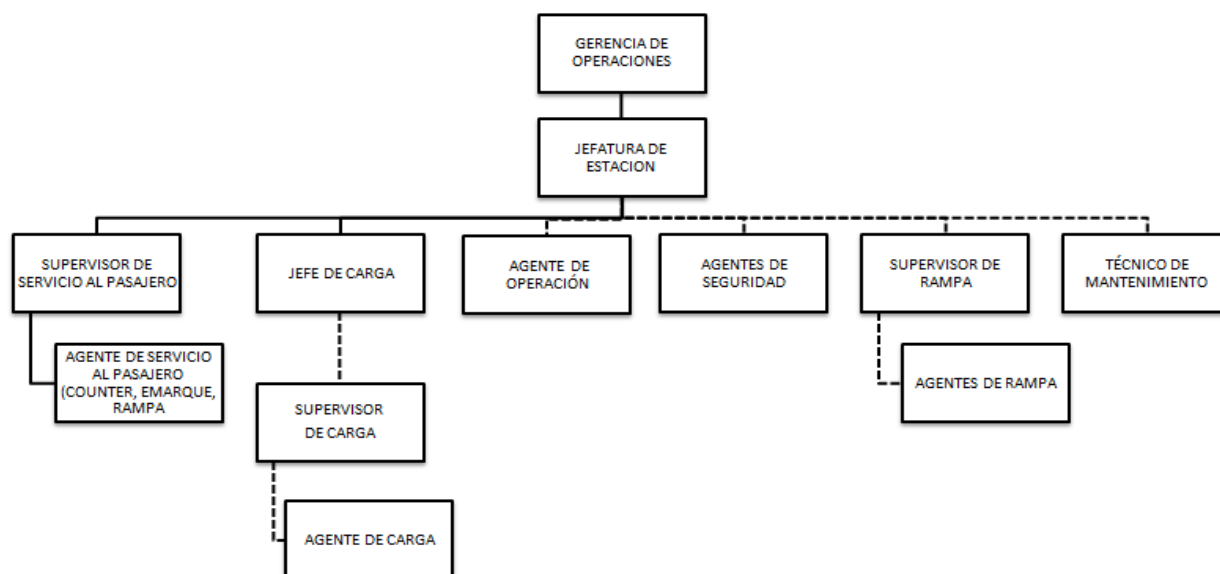 GERENCIA DE
OPERACIONES
JEFATURA DE
ESTACION
SUPERVISOR DE
SERVICIO AL PASAJERO
JEFE DE CARGA
AGENTE DE
OPERACIÓN
AGENTES DE
SEGURIDAD
SUPERVISOR DE
RAMPA
TÉCNICO DE
MANTENIMIENTO
AGENTE DE SERVICIO
AL PASAJERO
(COUNTER, EMARQUE,
RAMPA
SUPERVISOR
DE CARGA
AGENTES DE RAMPA
AGENTE DE CARGA